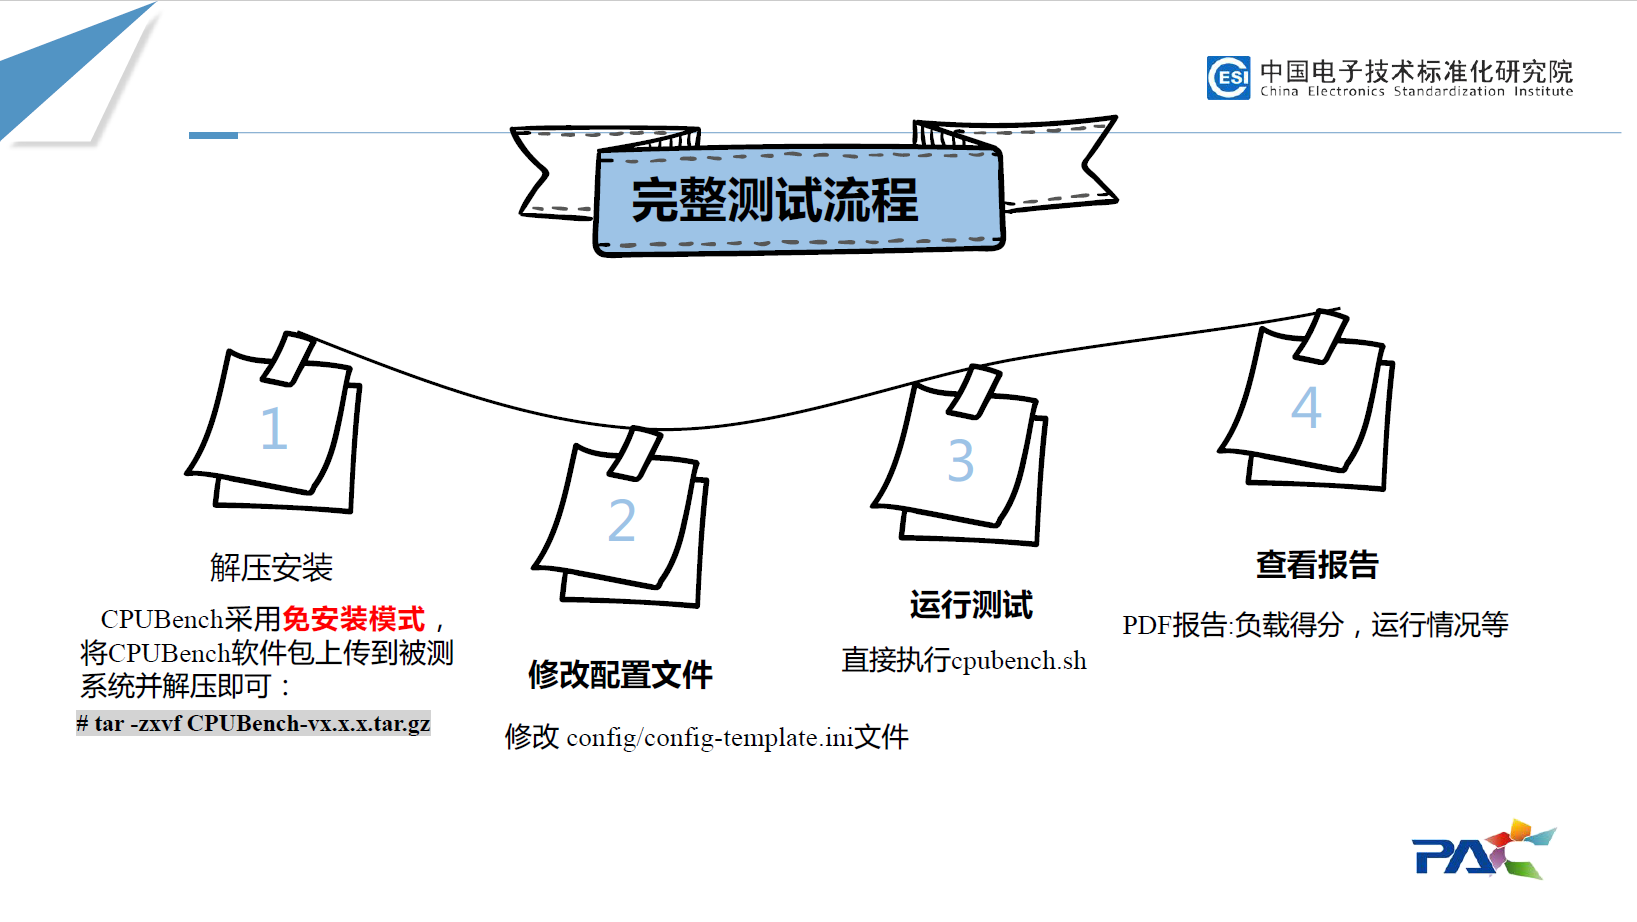 CESI 中国电子技术标准化研究院
China Electronics Standardization Institute
完整测试流程
1
解压安装
CPUBench采用免安装模式，
将CPUBench软件包上传到被测
系统并解压即可：
# tar -zxvf CPUBench-vx.x.x.tar.gz
2
修改配置文件
修改 config/config-template.ini文件
3
运行测试
直接执行cpubench.sh
4
查看报告
PDF报告:负载得分，运行情况等
PAC